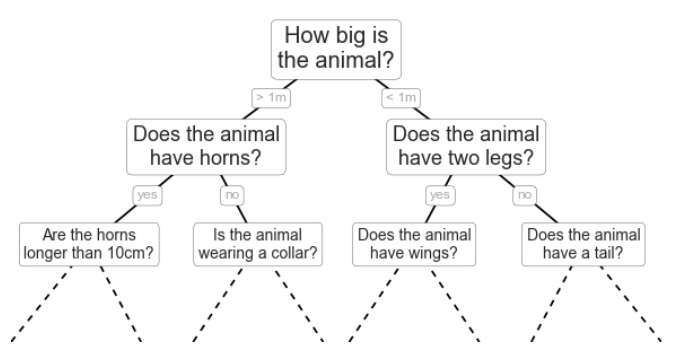 How big is
the animal?
> 1m
< 1m
Does the animal
have horns?
Does the animal
have two legs?
yes
no
yes
no
Are the horns
longer than 10cm?
Is the animal
wearing a collar?
Does the animal
have wings?
Does the animal
have a tail?